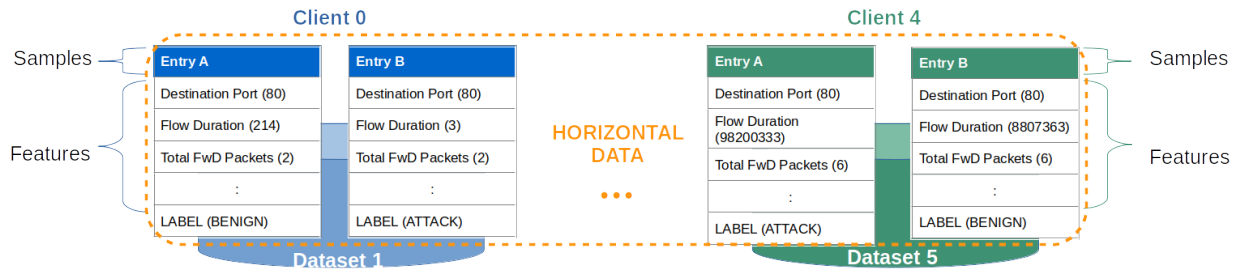 Client 0
Client 4
Samples
Entry A
Entry B
Entry A
Entry B
Samples
Features
Destination Port (80)
Flow Duration (214)
Total FwD Packets (2)
:
LABEL (BENIGN)
Destination Port (80)
Flow Duration (3)
Total FwD Packets (2)
:
LABEL (ATTACK)
HORIZONTAL
DATA
...
Destination Port (80)
Flow Duration
(98200333)
Total FwD Packets (6)
:
LABEL (ATTACK)
Destination Port (80)
Flow Duration (8807363)
Total FwD Packets (6)
:
LABEL (BENIGN)
Features
Dataset 1
Dataset 5